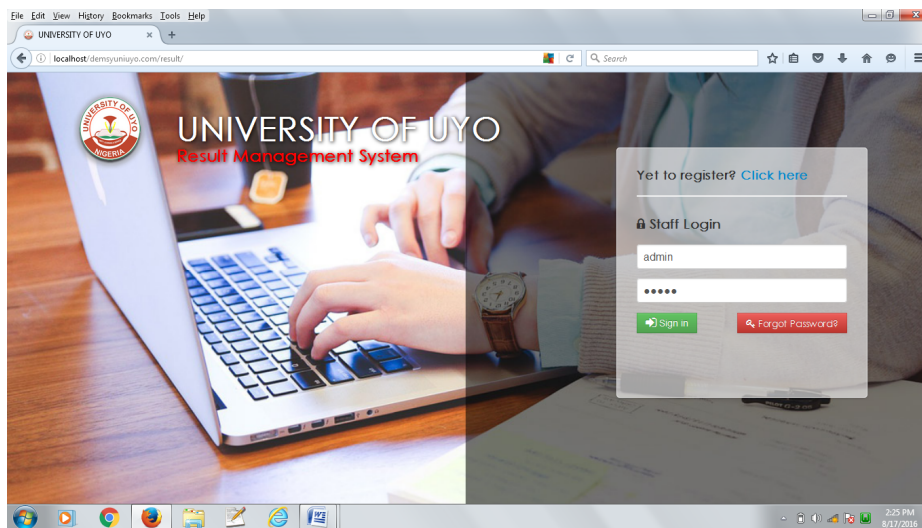 File Edit View History Bookmarks Tools Help
UNIVERSITY OF UYO × +
localhost/demsyuniuyo.com/result/
Search
UNIVERSITY OF UYO
NIGERIA
UNIVERSITY OF UYO
Result Management System
Yet to register? Click here
Staff Login
admin
•••••
Sign in
Forgot Password?
2:25 PM
8/17/2016